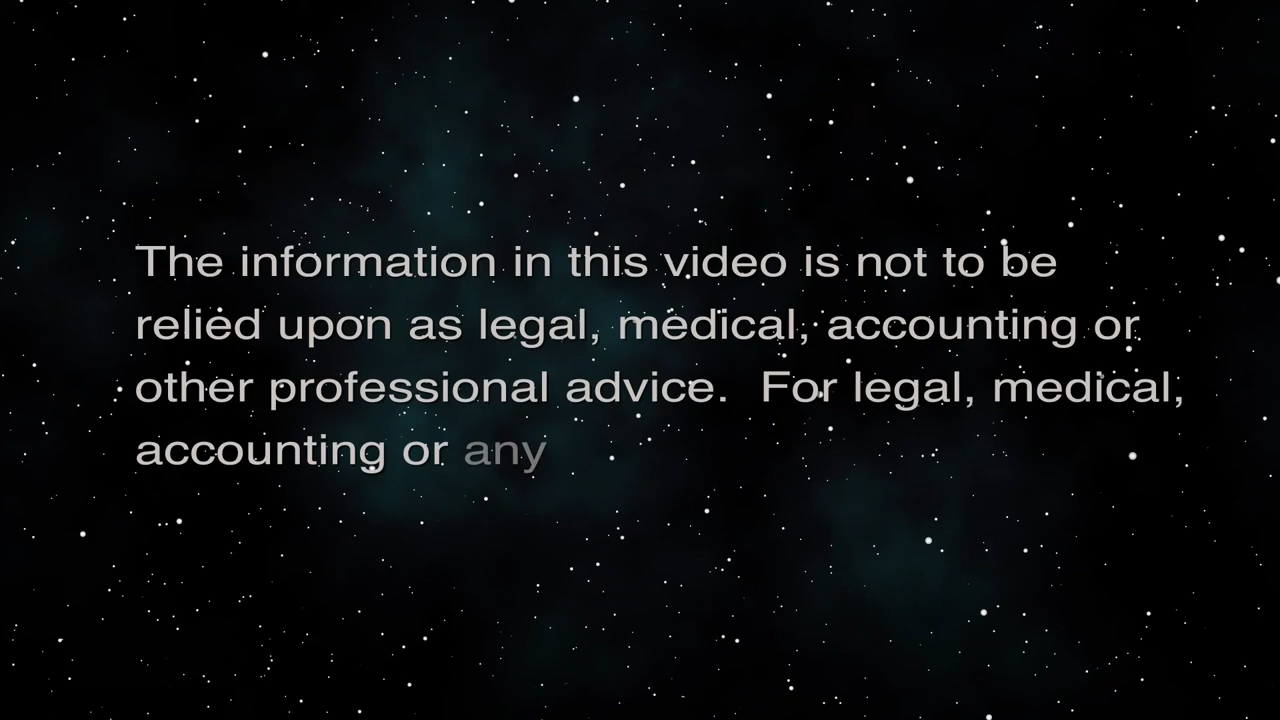 The information in this video is not to be
relied upon as legal, medical, accounting or
other professional advice.  For legal, medical,
accounting or any